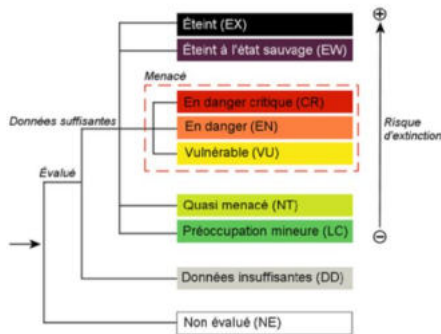 Éteint (EX)
Éteint à l'état sauvage (EW)
Menacé
En danger critique (CR)
Données suffisantes
En danger (EN)
Risque
d'extinction
Vulnérable (VU)
Évalué
Quasi menacé (NT)
Préoccupation mineure (LC)
Données insuffisantes (DD)
Non évalué (NE)